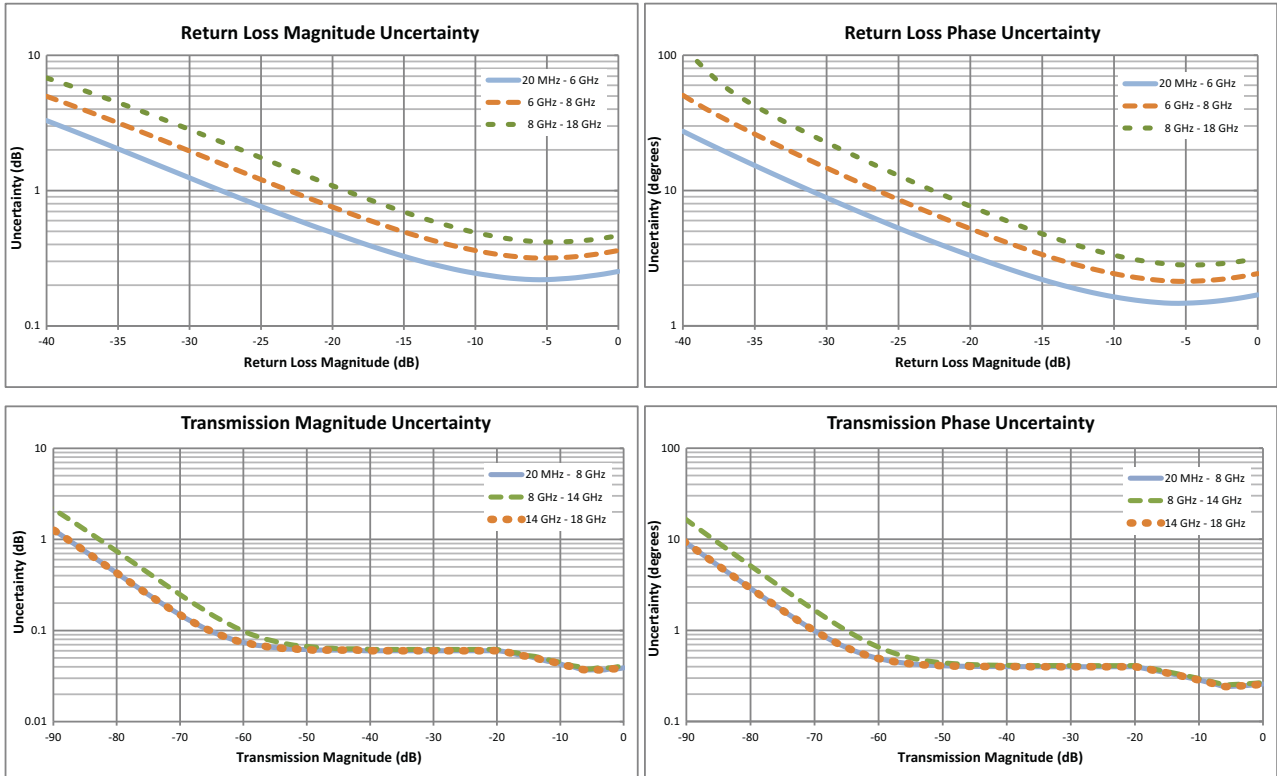 Return Loss Magnitude Uncertainty
10
1
0.1
Uncertainty (dB)
20 MHz - 6 GHz
6 GHz - 8 GHz
8 GHz - 18 GHz
-40 -35 -30 -25 -20 -15 -10 -5 0
Return Loss Magnitude (dB)
Return Loss Phase Uncertainty
100
10
1
Uncertainty (degrees)
20 MHz - 6 GHz
6 GHz - 8 GHz
8 GHz - 18 GHz
-40 -35 -30 -25 -20 -15 -10 -5 0
Return Loss Magnitude (dB)
Transmission Magnitude Uncertainty
10
1
0.1
0.01
Uncertainty (dB)
20 MHz - 8 GHz
8 GHz - 14 GHz
14 GHz - 18 GHz
-90 -80 -70 -60 -50 -40 -30 -20 -10 0
Transmission Magnitude (dB)
Transmission Phase Uncertainty
100
10
1
0.1
Uncertainty (degrees)
20 MHz - 8 GHz
8 GHz - 14 GHz
14 GHz - 18 GHz
-90 -80 -70 -60 -50 -40 -30 -20 -10 0
Transmission Magnitude (dB)